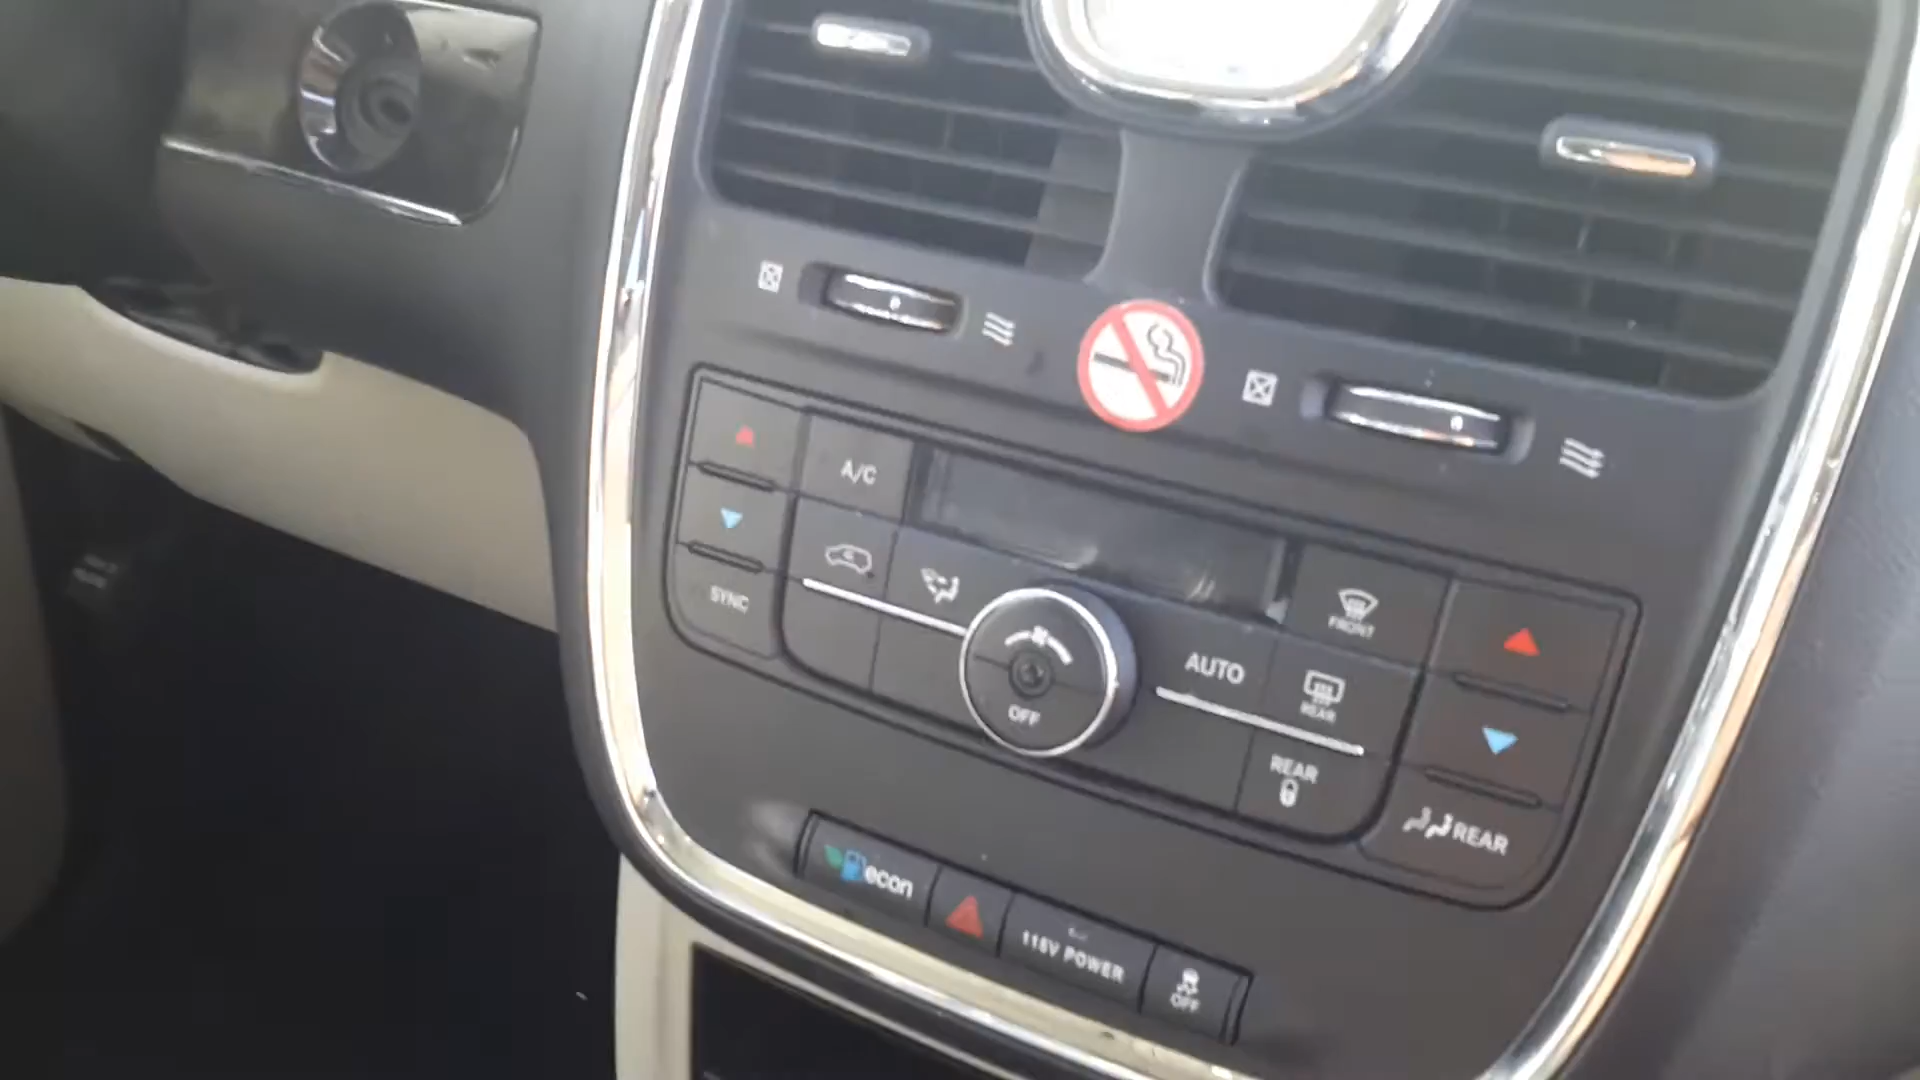 A/C
SYNC
FRONT
AUTO
REAR
OFF
REAR
REAR
econ
115V POWER
OFF